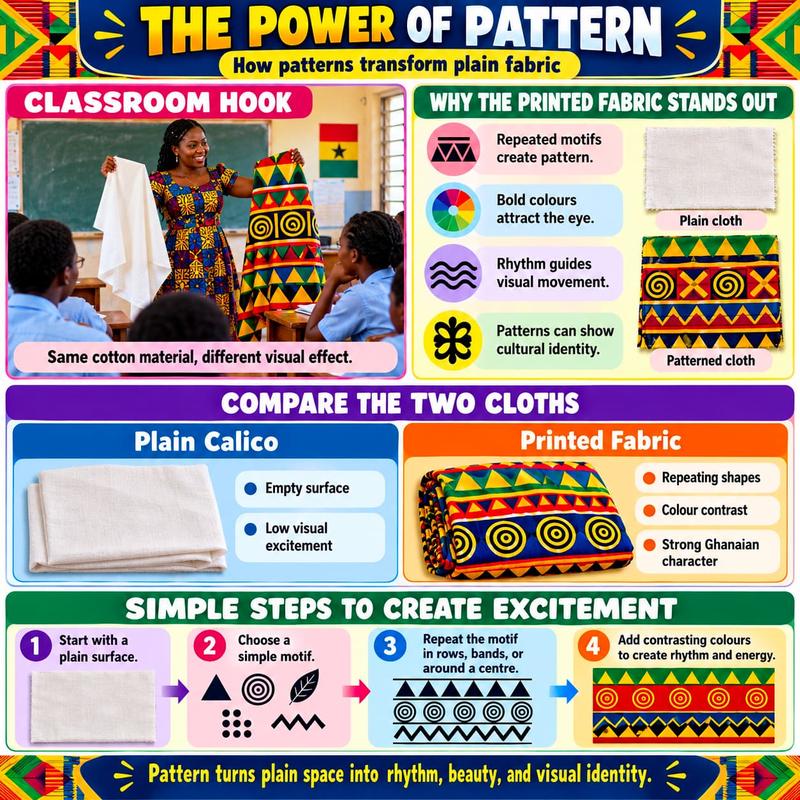 THE POWER OF PATTERN
How patterns transform plain fabric
CLASSROOM HOOK
Same cotton material, different visual effect.
WHY THE PRINTED FABRIC STANDS OUT
Repeated motifs
create pattern.
Bold colours
attract the eye.
Rhythm guides
visual movement.
Patterns can show
cultural identity.
Plain cloth
Patterned cloth
COMPARE THE TWO CLOTHS
Plain Calico
Empty surface
Low visual
excitement
Printed Fabric
Repeating shapes
Colour contrast
Strong Ghanaian
character
SIMPLE STEPS TO CREATE EXCITEMENT
1
Start with a
plain surface.
2
Choose a
simple motif.
3
Repeat the motif
in rows, bands, or
around a centre.
4
Add contrasting colours
to create rhythm and energy.
Pattern turns plain space into rhythm, beauty, and visual identity.